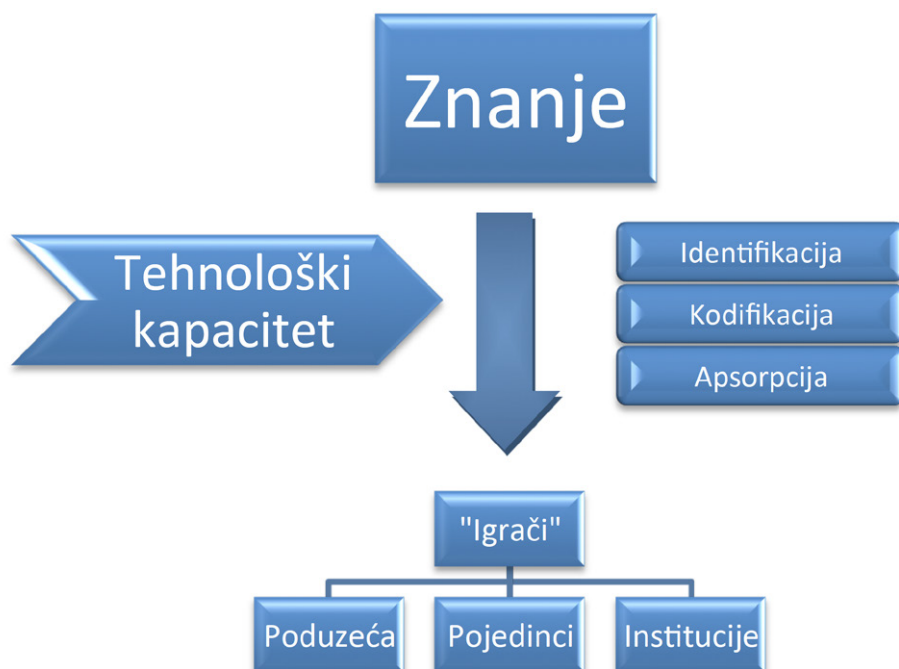 Znanje
Tehnološki
kapacitet
Identifikacija
Kodifikacija
Apsorpcija
"Igrači"
Poduzeća
Pojedinci
Institucije